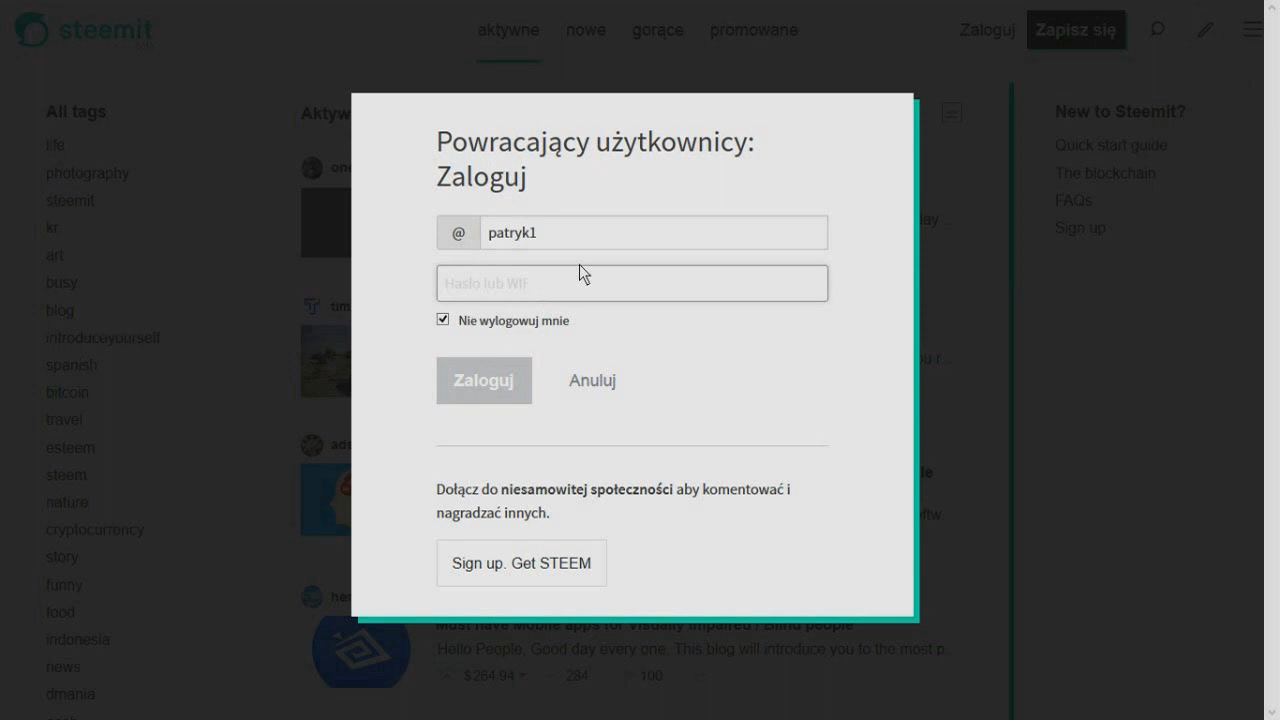 steemit
beta
aktywne
nowe
gorące
promowane
Zaloguj
Zapisz się
All tags
life
photography
steemit
kr
art
busy
blog
introduceyourself
spanish
bitcoin
travel
esteem
steem
nature
cryptocurrency
story
funny
food
indonesia
news
dmania
Powracający użytkownicy:
Zaloguj
@ patryk1
Hasło lub WIF
Nie wylogowuj mnie
Zaloguj
Anuluj
Dołącz do niesamowitej społeczności aby komentować i
nagradzać innych.
Sign up. Get STEEM
Must have Mobile apps for Visually Impaired / Blind people
Hello People, Good day every one. This blog will introduce you to the most p...
$264.94
284
100
New to Steemit?
Quick start guide
The blockchain
FAQs
Sign up